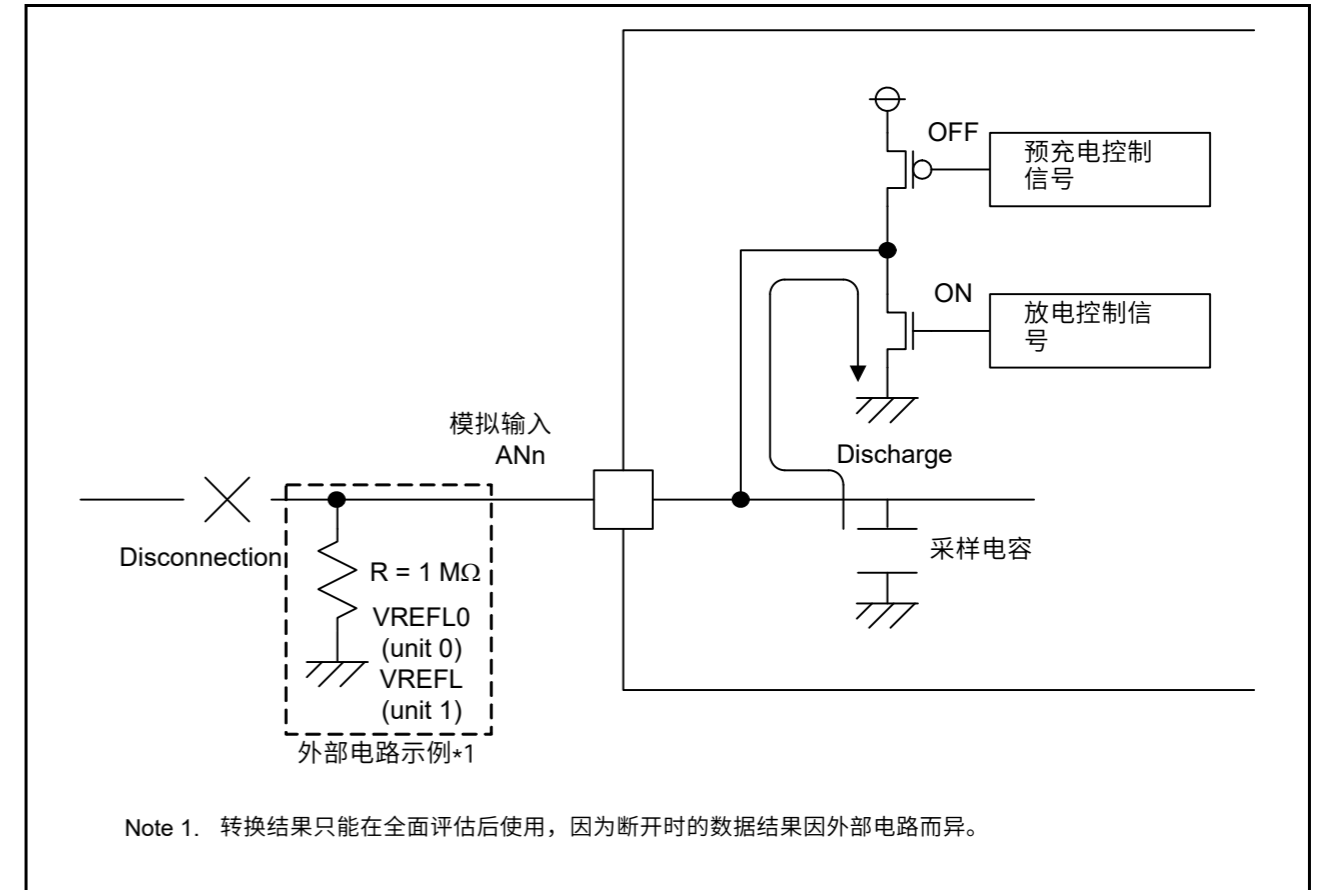 OFF
预充电控制
信号
ON
放电控制信
号
模拟输入
ANn
Discharge
Disconnection
R = 1 MΩ
采样电容
VREFL0
(unit 0)
VREFL
(unit 1)
外部电路示例*1
Note 1. 转换结果只能在全面评估后使用，因为断开时的数据结果因外部电路而异。